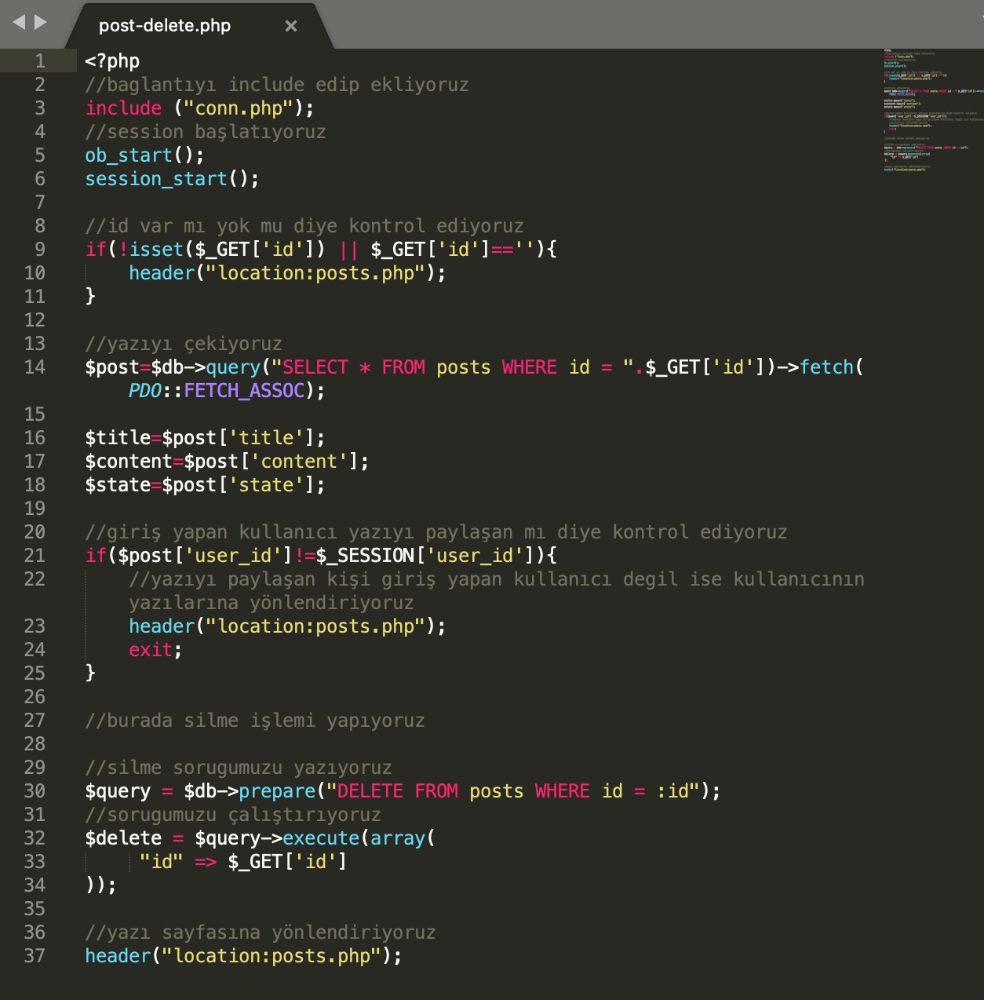 post-delete.php ×
1 <?php
2 //baglantıyı include edip ekliyoruz
3 include ("conn.php");
4 //session başlatıyoruz
5 ob_start();
6 session_start();
7
8 //id var mı yok mu diye kontrol ediyoruz
9 if(!isset($_GET['id']) || $_GET['id']==''){
10 header("location:posts.php");
11 }
12
13 //yazıyı çekiyoruz
14 $post=$db->query("SELECT * FROM posts WHERE id = ".$_GET['id'])->fetch(
PDO::FETCH_ASSOC);
15
16 $title=$post['title'];
17 $content=$post['content'];
18 $state=$post['state'];
19
20 //giriş yapan kullanıcı yazıyı paylaşan mı diye kontrol ediyoruz
21 if($post['user_id']!=$_SESSION['user_id']){
22 //yazıyı paylaşan kişi giriş yapan kullanıcı degil ise kullanıcının
yazılarına yönlendiriyoruz
23 header("location:posts.php");
24 exit;
25 }
26
27 //burada silme işlemi yapıyoruz
28
29 //silme sorugumuzu yazıyoruz
30 $query = $db->prepare("DELETE FROM posts WHERE id = :id");
31 //sorugumuzu çalıştırıyoruz
32 $delete = $query->execute(array(
33 "id" => $_GET['id']
34 ));
35
36 //yazı sayfasına yönlendiriyoruz
37 header("location:posts.php");